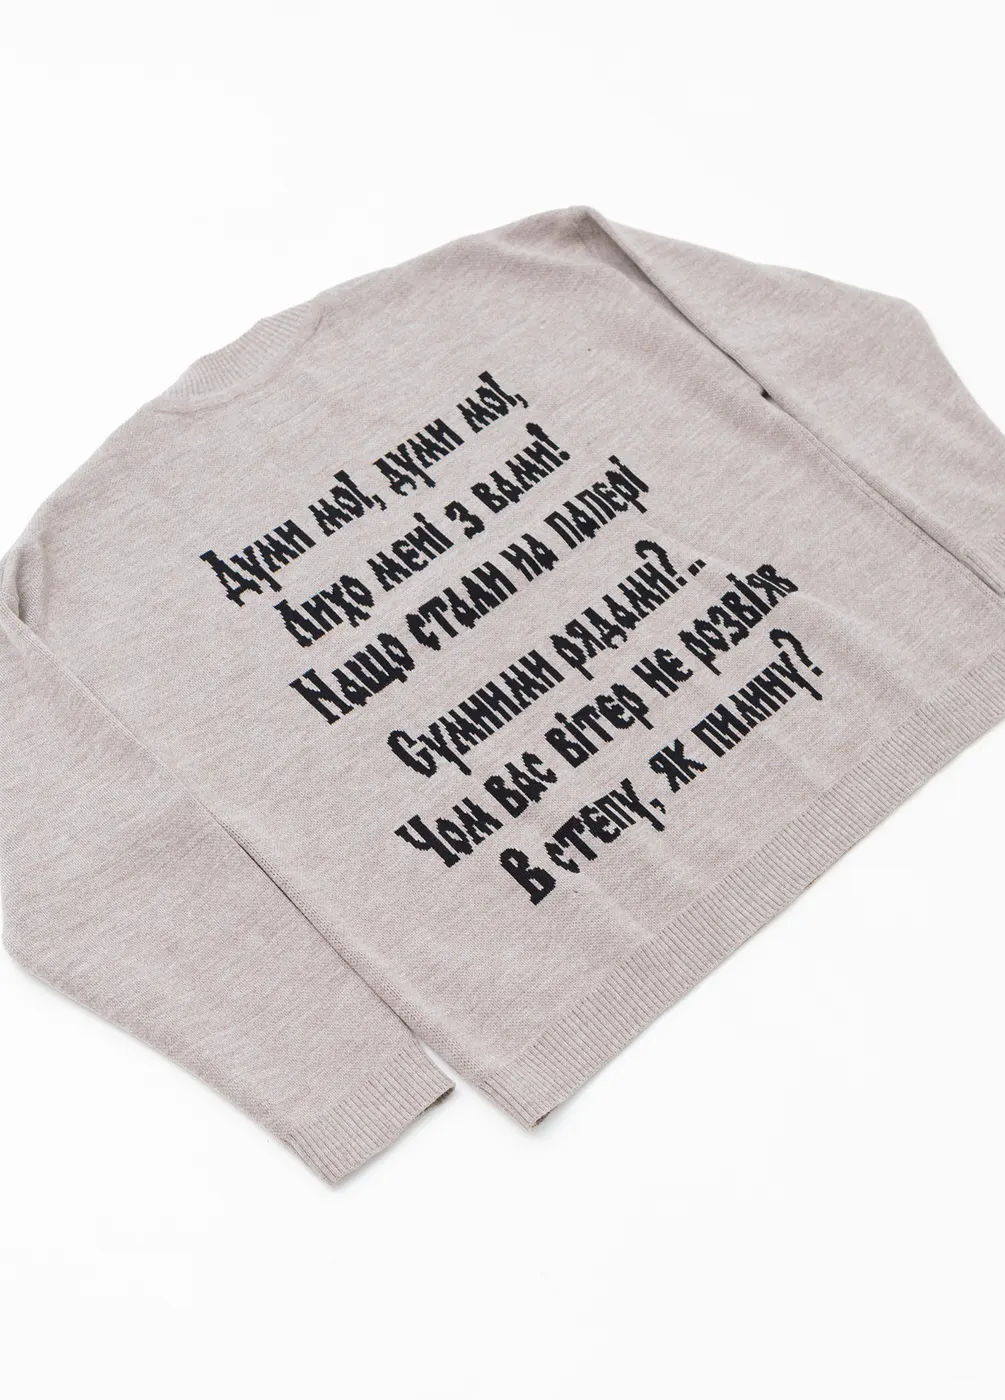 Думи мої, думи мої,
Лихо мені з вами!
Нащо стали на папері
Сумними рядами?..
Чом вас вітер не розвіяв
В степу, як пилину?